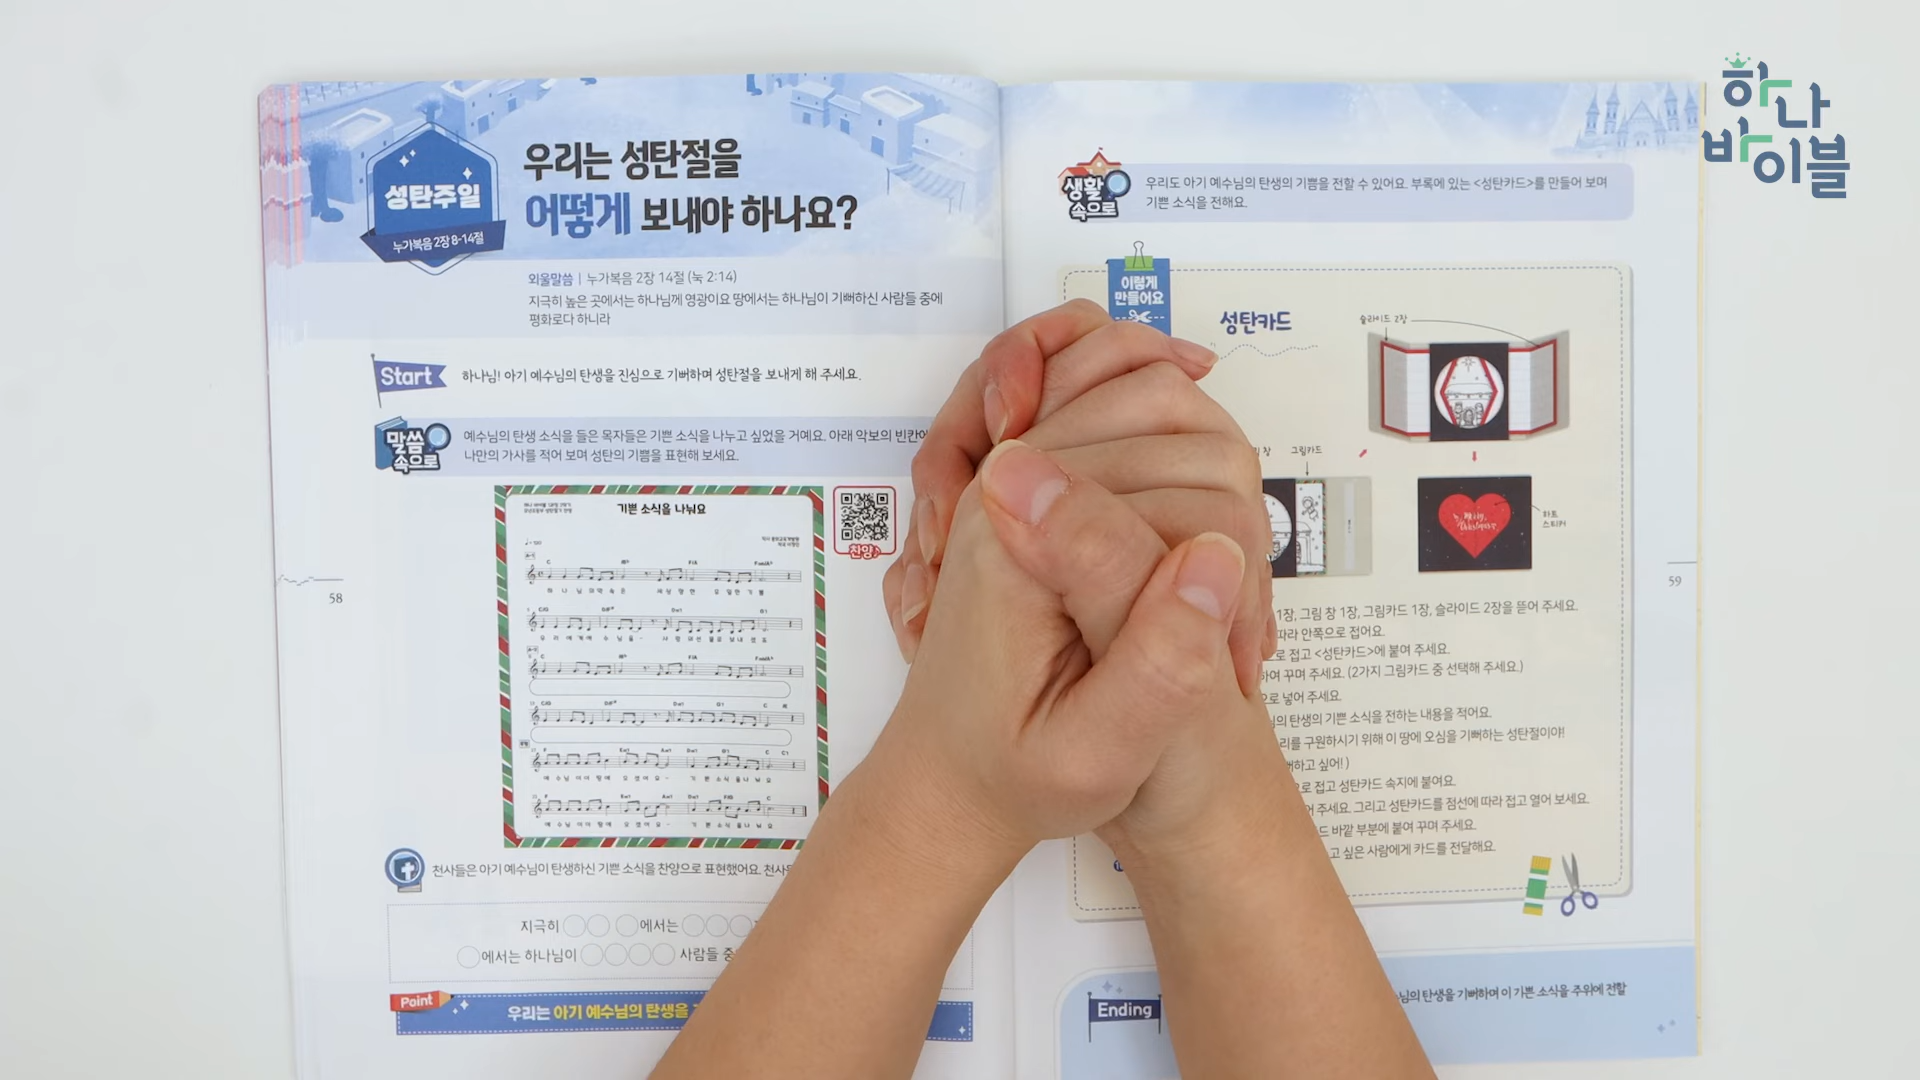 하나
바이블
성탄주일
누가복음 2장 8-14절
우리는 성탄절을
어떻게 보내야 하나요?
외울말씀 | 누가복음 2장 14절 (눅 2:14)
지극히 높은 곳에서는 하나님께 영광이요 땅에서는 하나님이 기뻐하신 사람들 중에
평화로다 하니라
Start
하나님! 아기 예수님의 탄생을 진심으로 기뻐하며 성탄절을 보내게 해 주세요.
말씀
속으로
예수님의 탄생 소식을 들은 목자들은 기쁜 소식을 나누고 싶었을 거예요. 아래 악보의 빈칸에
나만의 가사를 적어 보며 성탄의 기쁨을 표현해 보세요.
기쁜 소식을 나눠요
찬양
58
천사들은 아기 예수님이 탄생하신 기쁜 소식을 찬양으로 표현했어요.
지극히 에서는
에서는 하나님이 사람들
Point
우리는 아기 예수님의 탄생을
생활
속으로
우리도 아기 예수님의 탄생의 기쁨을 전할 수 있어요. 부록에 있는 <성탄카드>를 만들어 보며
기쁜 소식을 전해요.
이렇게
만들어요
성탄카드
슬라이드 2장
창
그림카드
하트
스티커
1장, 그림 창 1장, 그림카드 1장, 슬라이드 2장을 뜯어 주세요.
따라 안쪽으로 접어요.
로 접고 <성탄카드>에 붙여 주세요.
하여 꾸며 주세요. (2가지 그림카드 중 선택해 주세요.)
으로 넣어 주세요.
의 탄생의 기쁜 소식을 전하는 내용을 적어요.
리를 구원하시기 위해 이 땅에 오심을 기뻐하는 성탄절이야!
하고 싶어!)
으로 접고 성탄카드 속지에 붙여요.
주세요. 그리고 성탄카드를 점선에 따라 접고 열어 보세요.
드 바깥 부분에 붙여 꾸며 주세요.
고 싶은 사람에게 카드를 전달해요.
59
Ending
님의 탄생을 기뻐하며 이 기쁜 소식을 주위에 전할